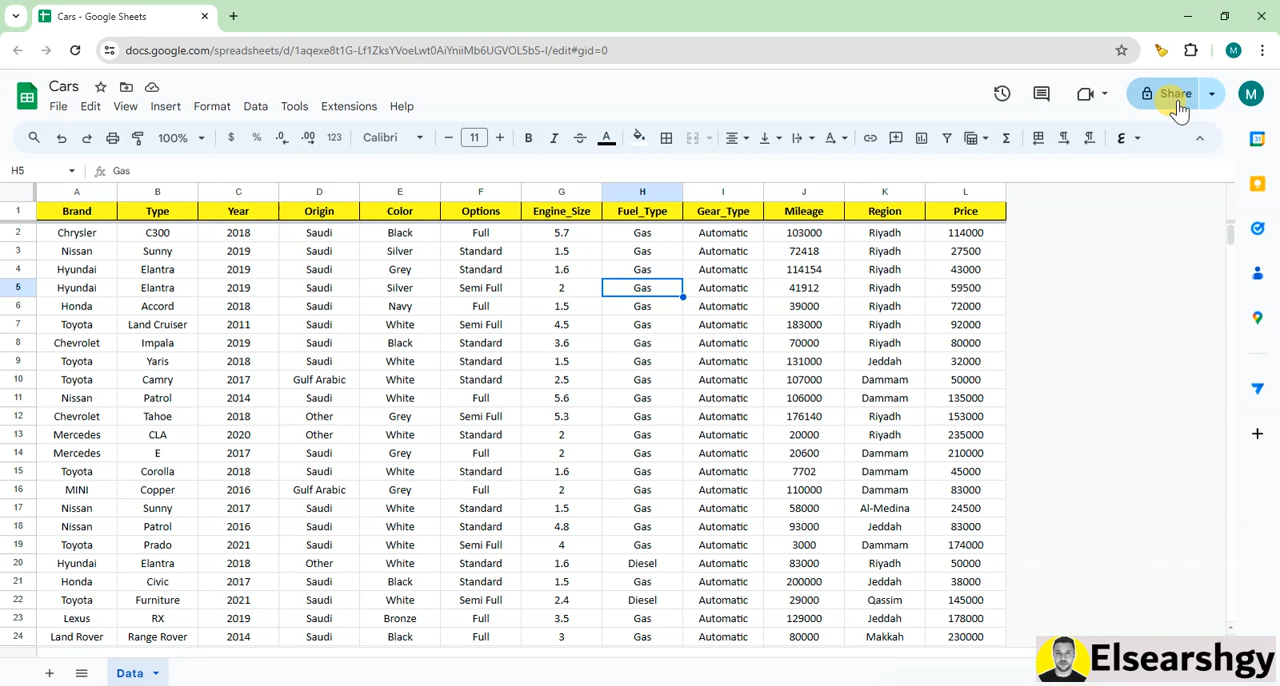 Cars - Google Sheets
docs.google.com/spreadsheets/d/1aqexe8t1G-Lf1ZksYVoeLwt0AiYniiMb6UGVOL5bS-I/edit#gid=0
M
Cars
Share
M
File Edit View Insert Format Data Tools Extensions Help
100% $ % .0 .00 123 Calibri 11 B I A Σ ε
H5 fx Gas
A B C D E F G H I J K L
1 Brand Type Year Origin Color Options Engine_Size Fuel_Type Gear_Type Mileage Region Price
2 Chrysler C300 2018 Saudi Black Full 5.7 Gas Automatic 103000 Riyadh 114000
3 Nissan Sunny 2019 Saudi Silver Standard 1.5 Gas Automatic 72418 Riyadh 27500
4 Hyundai Elantra 2019 Saudi Grey Standard 1.6 Gas Automatic 114154 Riyadh 43000
5 Hyundai Elantra 2019 Saudi Silver Semi Full 2 Gas Automatic 41912 Riyadh 59500
6 Honda Accord 2018 Saudi Navy Full 1.5 Gas Automatic 39000 Riyadh 72000
7 Toyota Land Cruiser 2011 Saudi White Semi Full 4.5 Gas Automatic 183000 Riyadh 92000
8 Chevrolet Impala 2019 Saudi Black Standard 3.6 Gas Automatic 70000 Riyadh 80000
9 Toyota Yaris 2018 Saudi White Standard 1.5 Gas Automatic 131000 Jeddah 32000
10 Toyota Camry 2017 Gulf Arabic White Standard 2.5 Gas Automatic 107000 Dammam 50000
11 Nissan Patrol 2014 Saudi White Full 5.6 Gas Automatic 106000 Dammam 135000
12 Chevrolet Tahoe 2018 Other Grey Semi Full 5.3 Gas Automatic 176140 Riyadh 153000
13 Mercedes CLA 2020 Other White Semi Full 2 Gas Automatic 20000 Riyadh 235000
14 Mercedes E 2017 Saudi Grey Full 2 Gas Automatic 20600 Dammam 210000
15 Toyota Corolla 2018 Saudi White Standard 1.6 Gas Automatic 7702 Dammam 45000
16 MINI Copper 2016 Gulf Arabic Grey Full 2 Gas Automatic 110000 Dammam 83000
17 Nissan Sunny 2017 Saudi White Standard 1.5 Gas Automatic 58000 Al-Medina 24500
18 Nissan Patrol 2016 Saudi White Standard 4.8 Gas Automatic 93000 Jeddah 83000
19 Toyota Prado 2021 Saudi White Semi Full 4 Gas Automatic 3000 Dammam 174000
20 Hyundai Elantra 2018 Other White Standard 1.6 Diesel Automatic 83000 Riyadh 50000
21 Honda Civic 2017 Saudi Black Standard 1.5 Gas Automatic 200000 Jeddah 38000
22 Toyota Furniture 2021 Saudi White Semi Full 2.4 Diesel Automatic 29000 Qassim 145000
23 Lexus RX 2019 Saudi Bronze Full 3.5 Gas Automatic 129000 Jeddah 178000
24 Land Rover Range Rover 2014 Saudi Black Full 3 Gas Automatic 80000 Makkah 230000
Data
Elsearshgy